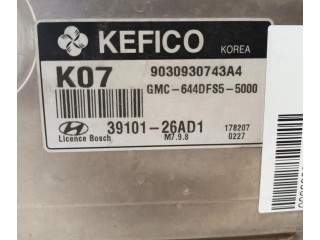 KEFICO KOREA
K07 9030930743A4
GMC-644DFS5-5000
39101-26AD1 178207
Licence Bosch M7.9.8 0227